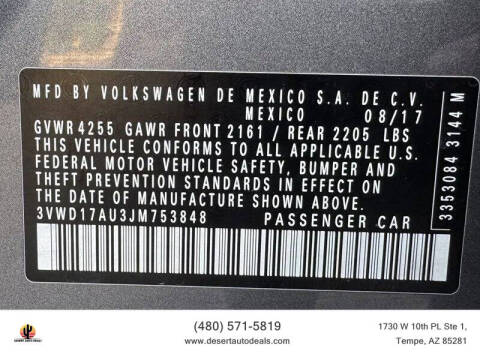 MFD BY VOLKSWAGEN DE MEXICO S.A. DE C.V.
MEXICO 08/17
GVWR 4255 GAWR FRONT 2161 / REAR 2205 LBS
THIS VEHICLE CONFORMS TO ALL APPLICABLE U.S.
FEDERAL MOTOR VEHICLE SAFETY, BUMPER AND
THEFT PREVENTION STANDARDS IN EFFECT ON
THE DATE OF MANUFACTURE SHOWN ABOVE.
3VWD17AU3JM753848 PASSENGER CAR
3353084 3144 M
DESERT AUTO DEALS
(480) 571-5819
www.desertautodeals.com
1730 W 10th PL Ste 1,
Tempe, AZ 85281